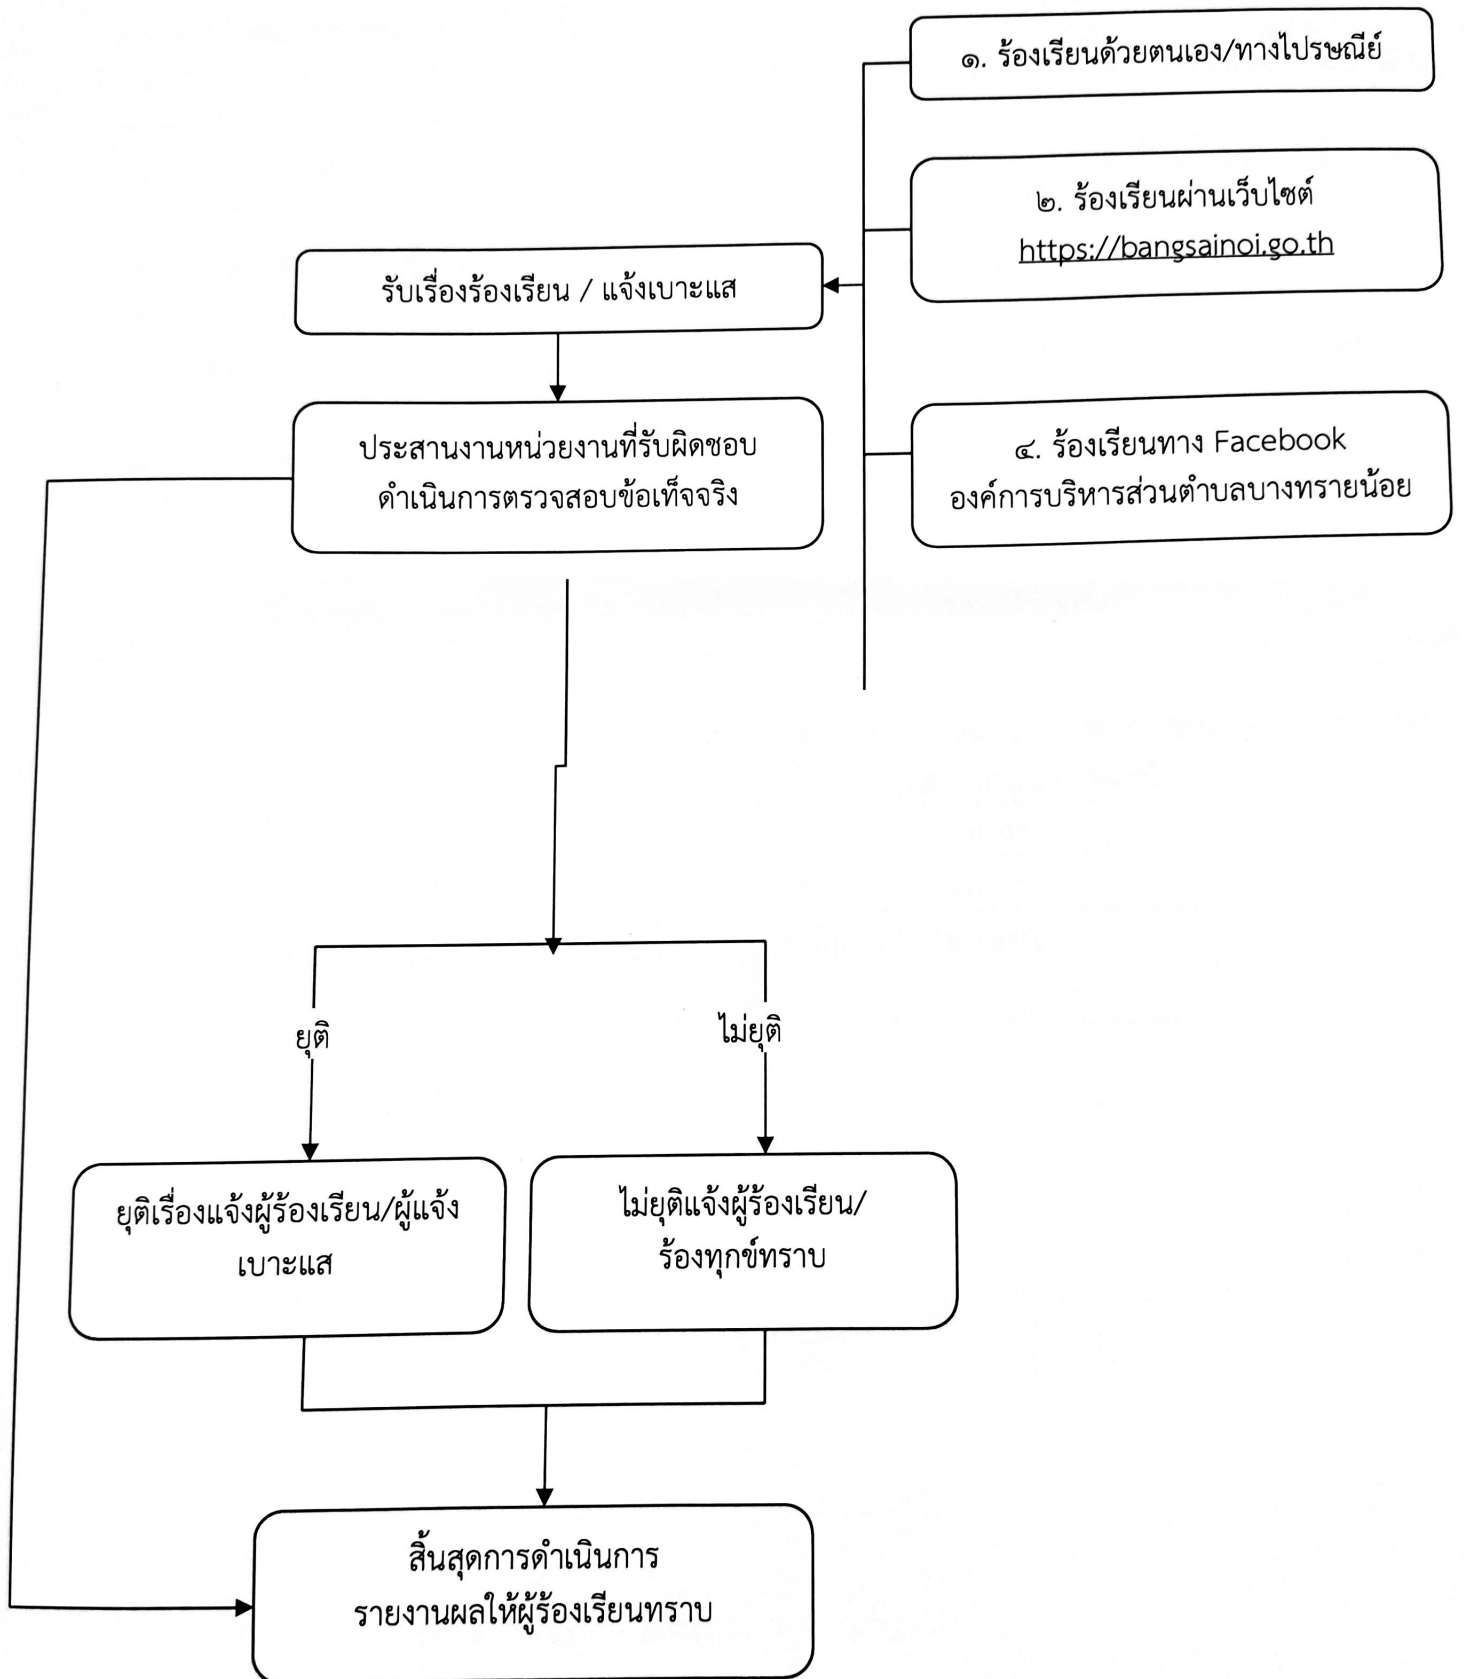 ๑. ร้องเรียนด้วยตนเอง/ทางไปรษณีย์
๒. ร้องเรียนผ่านเว็บไซต์
https://bangsainoi.go.th
รับเรื่องร้องเรียน / แจ้งเบาะแส
ประสานงานหน่วยงานที่รับผิดชอบ
ดำเนินการตรวจสอบข้อเท็จจริง
๔. ร้องเรียนทาง Facebook
องค์การบริหารส่วนตำบลบางทรายน้อย
ยุติ
ไม่ยุติ
ยุติเรื่องแจ้งผู้ร้องเรียน/ผู้แจ้ง
เบาะแส
ไม่ยุติแจ้งผู้ร้องเรียน/
ร้องทุกข์ทราบ
สิ้นสุดการดำเนินการ
รายงานผลให้ผู้ร้องเรียนทราบ